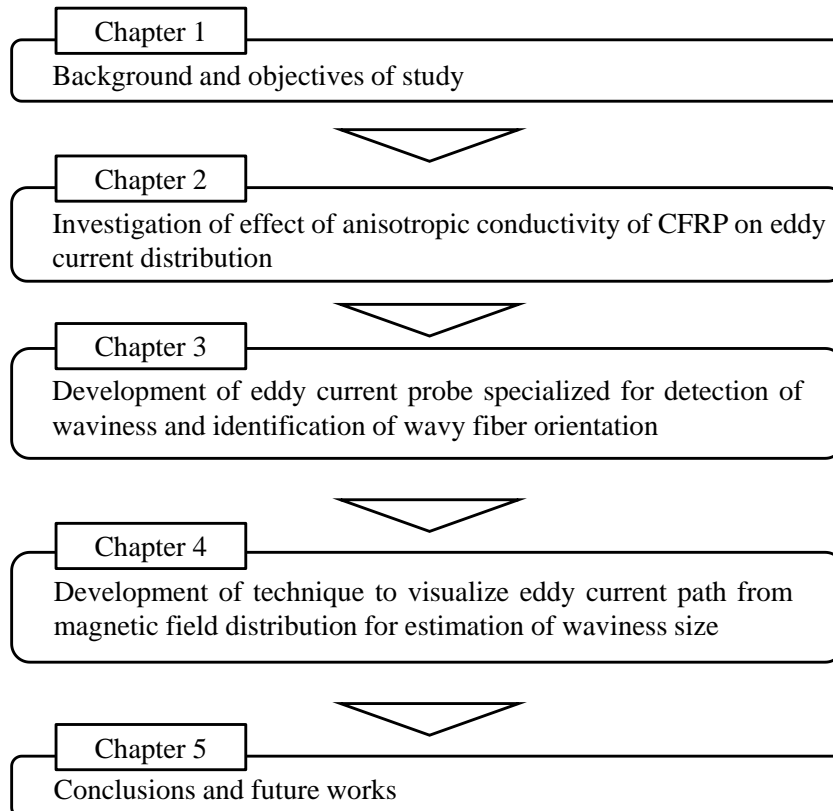 Chapter 1
Background and objectives of study
Chapter 2
Investigation of effect of anisotropic conductivity of CFRP on eddy
current distribution
Chapter 3
Development of eddy current probe specialized for detection of
waviness and identification of wavy fiber orientation
Chapter 4
Development of technique to visualize eddy current path from
magnetic field distribution for estimation of waviness size
Chapter 5
Conclusions and future works